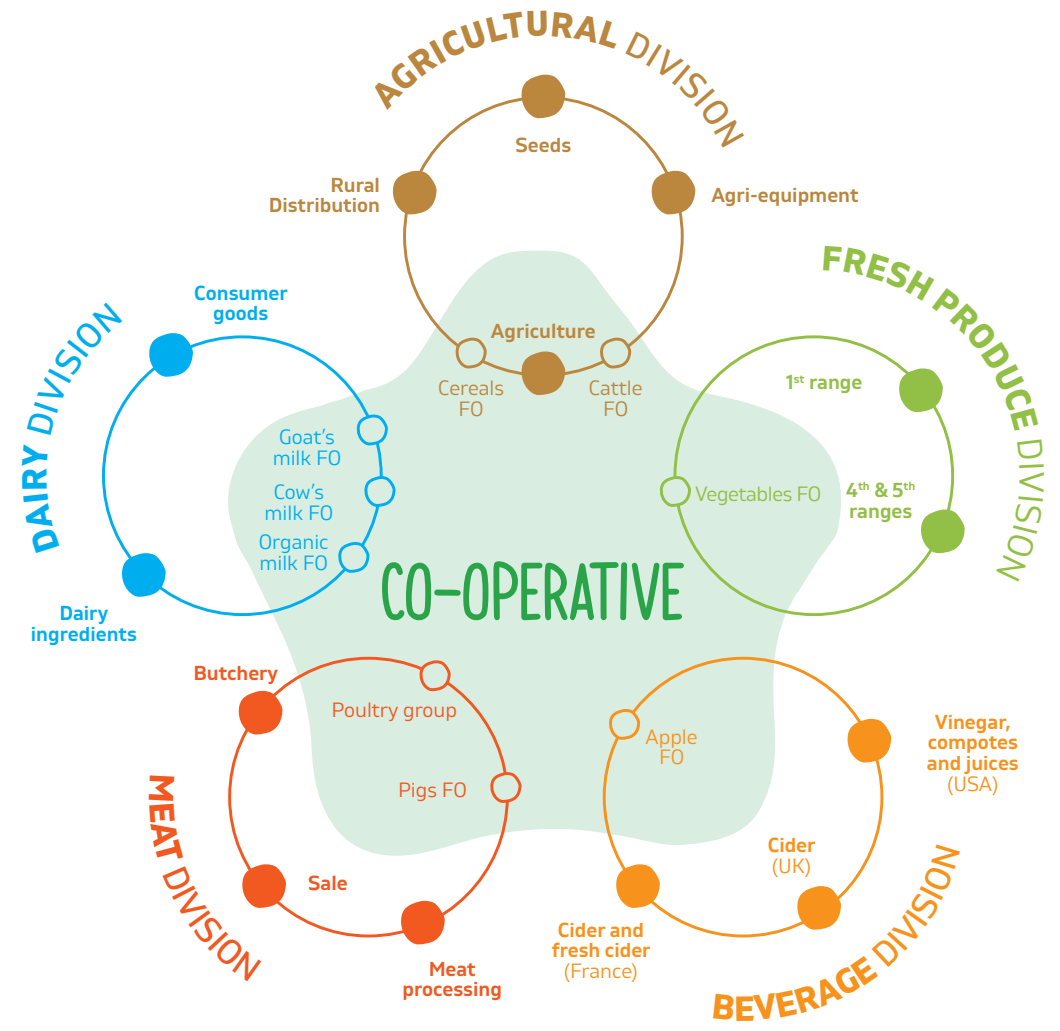 AGRICULTURAL DIVISION
Seeds
Rural
Distribution
Agri-equipment
Agriculture
Cereals
FO
Cattle
FO
FRESH PRODUCE DIVISION
1st range
Vegetables FO
4th & 5th
ranges
DAIRY DIVISION
Consumer
goods
Goat's
milk FO
Cow's
milk FO
Organic
milk FO
Dairy
ingredients
CO-OPERATIVE
MEAT DIVISION
Butchery
Poultry group
Pigs FO
Sale
Meat
processing
BEVERAGE DIVISION
Apple
FO
Vinegar,
compotes
and juices
(USA)
Cider
(UK)
Cider and
fresh cider
(France)